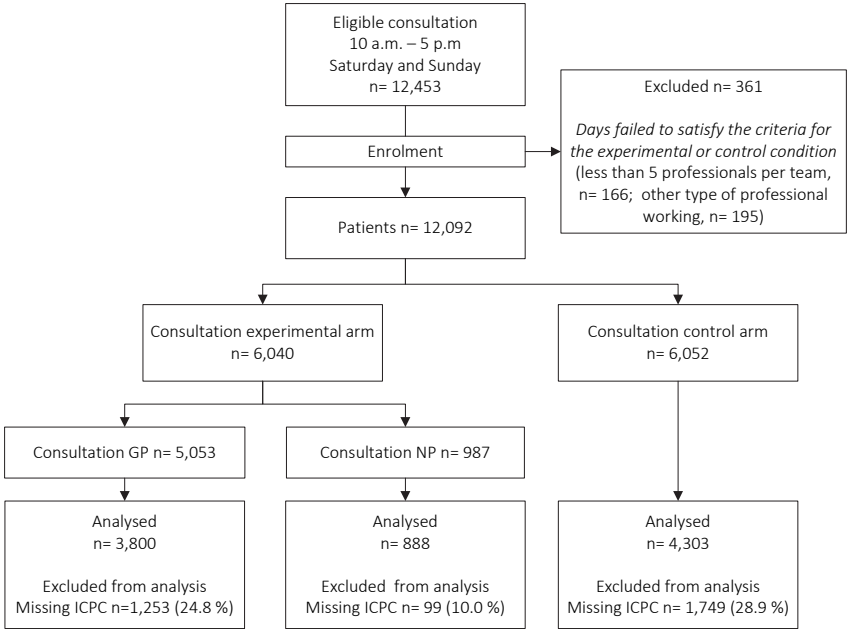 Eligible consultation
10 a.m. – 5 p.m
Saturday and Sunday
n= 12,453
Excluded n= 361
Days failed to satisfy the criteria for
the experimental or control condition
(less than 5 professionals per team,
n= 166;  other type of professional
working, n= 195)
Enrolment
Patients n= 12,092
Consultation experimental arm
n= 6,040
Consultation control arm
n= 6,052
Consultation GP n= 5,053
Consultation NP n= 987
Analysed
n= 3,800
Excluded from analysis
Missing ICPC n=1,253 (24.8 %)
Analysed
n= 888
Excluded  from analysis
Missing ICPC n= 99 (10.0 %)
Analysed
n= 4,303
Excluded from analysis
Missing ICPC n= 1,749 (28.9 %)